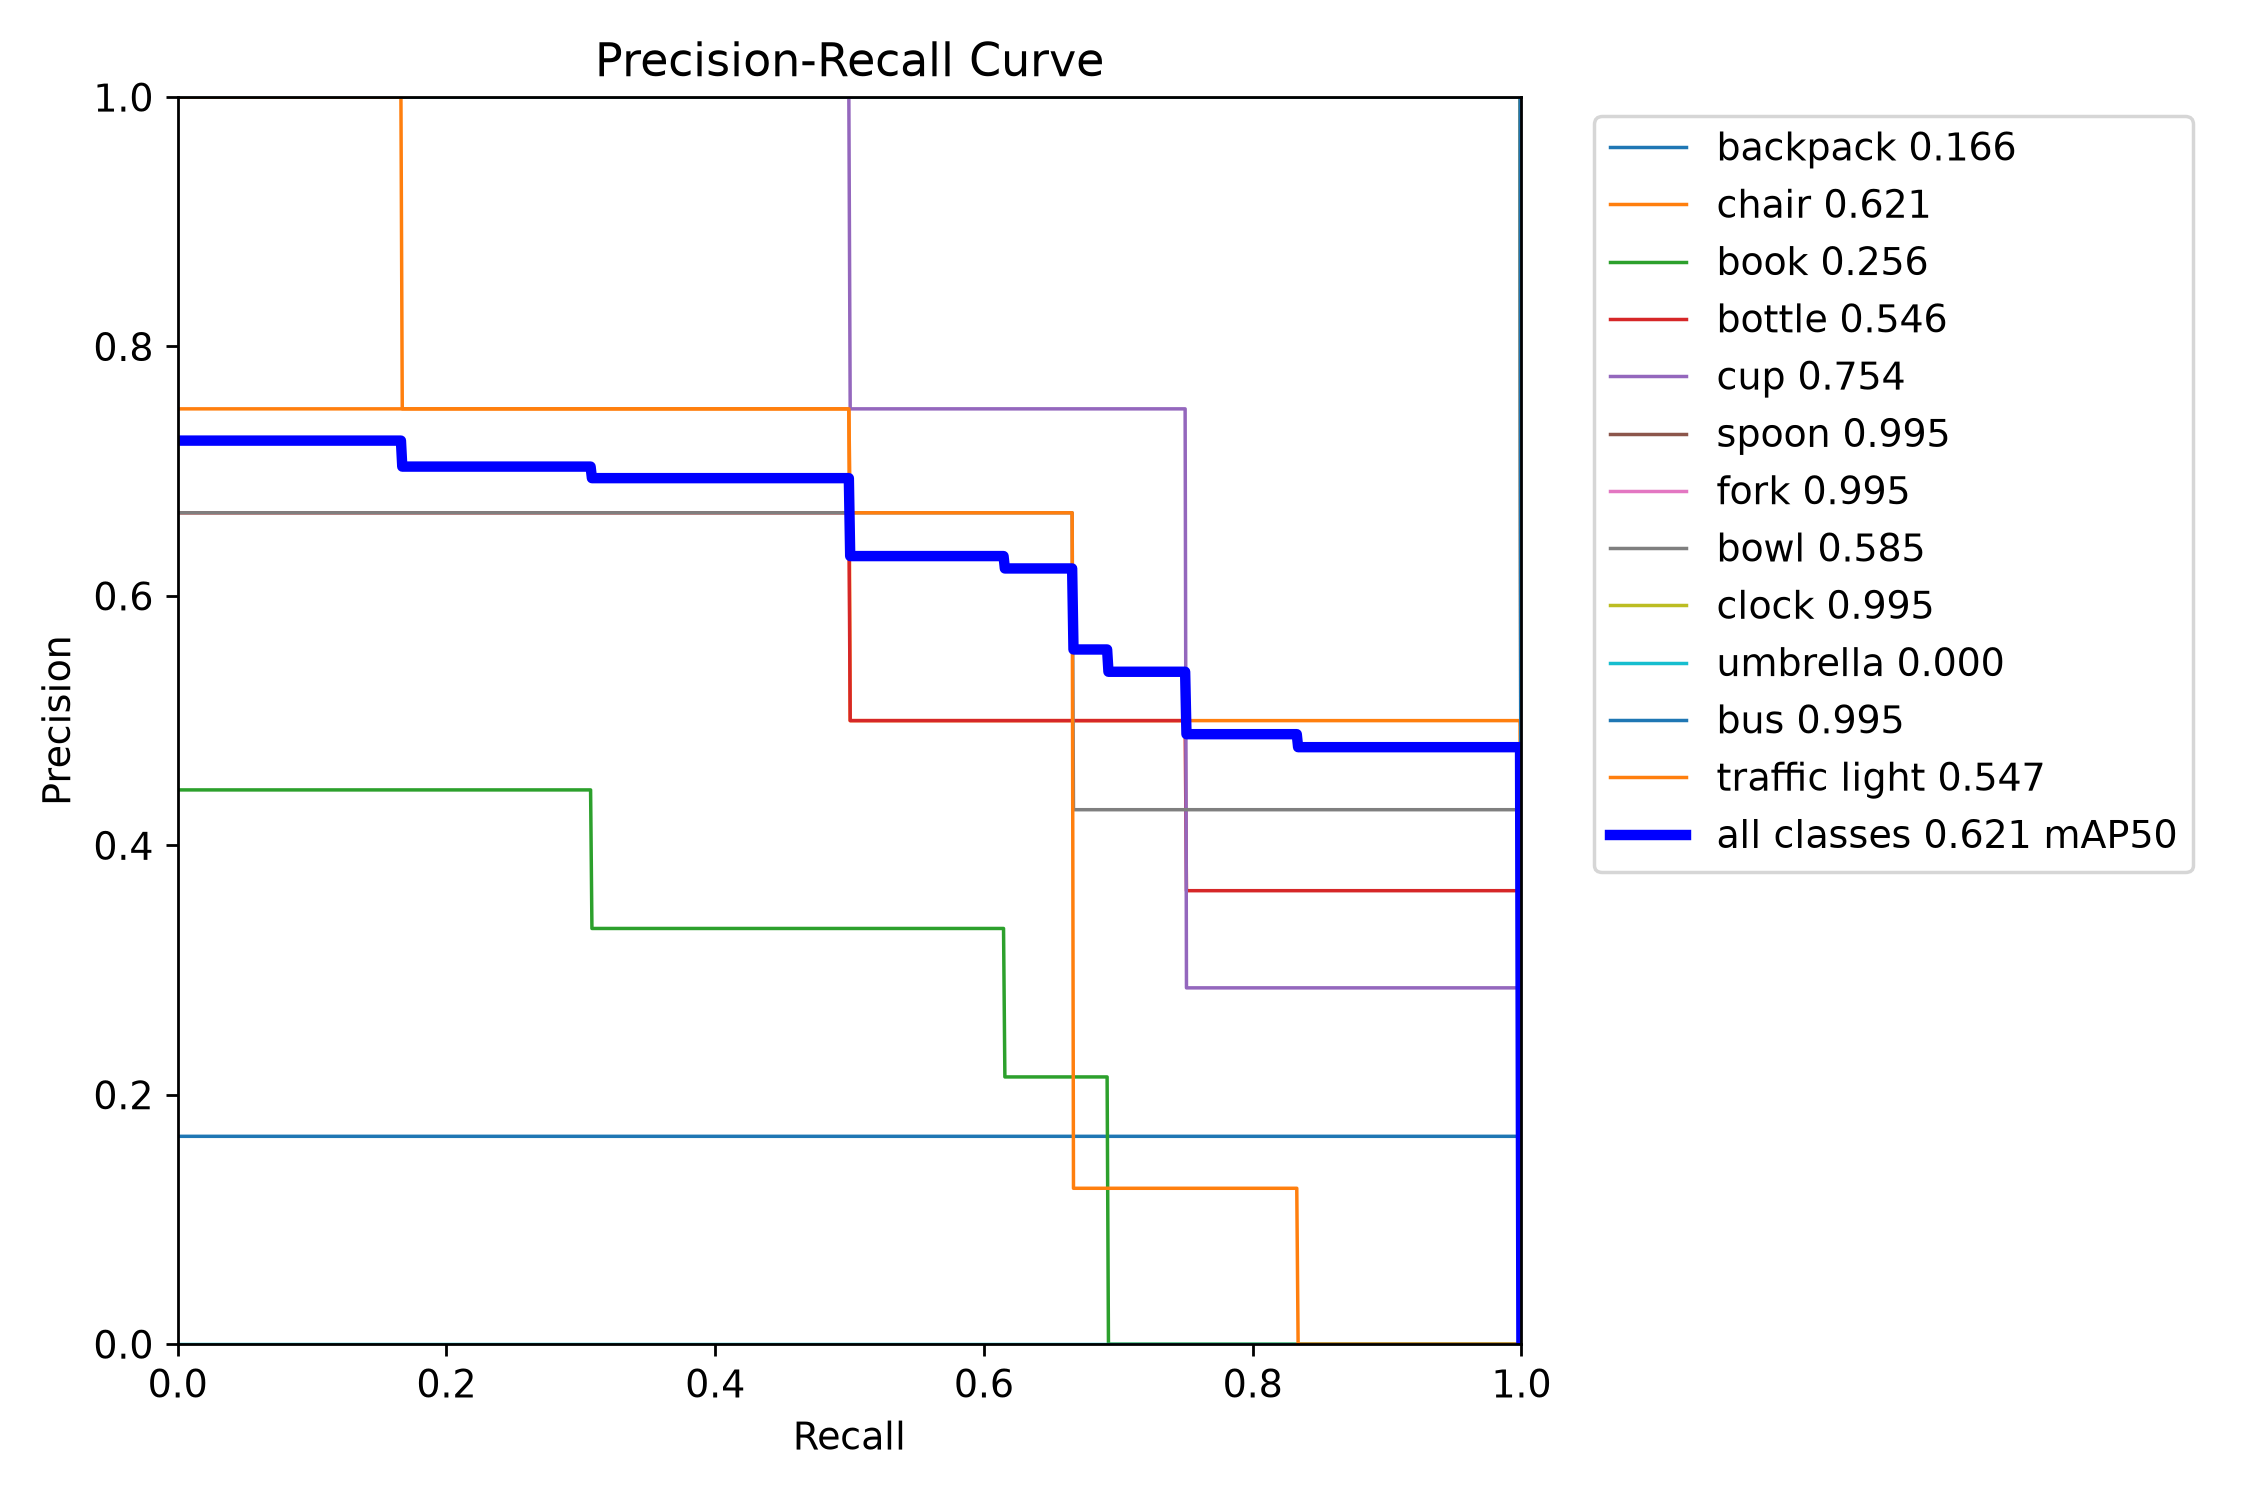 Precision-Recall Curve
1.0
0.8
0.6
0.4
0.2
0.0
Precision
0.0 0.2 0.4 0.6 0.8 1.0
Recall
backpack 0.166
chair 0.621
book 0.256
bottle 0.546
cup 0.754
spoon 0.995
fork 0.995
bowl 0.585
clock 0.995
umbrella 0.000
bus 0.995
traffic light 0.547
all classes 0.621 mAP50